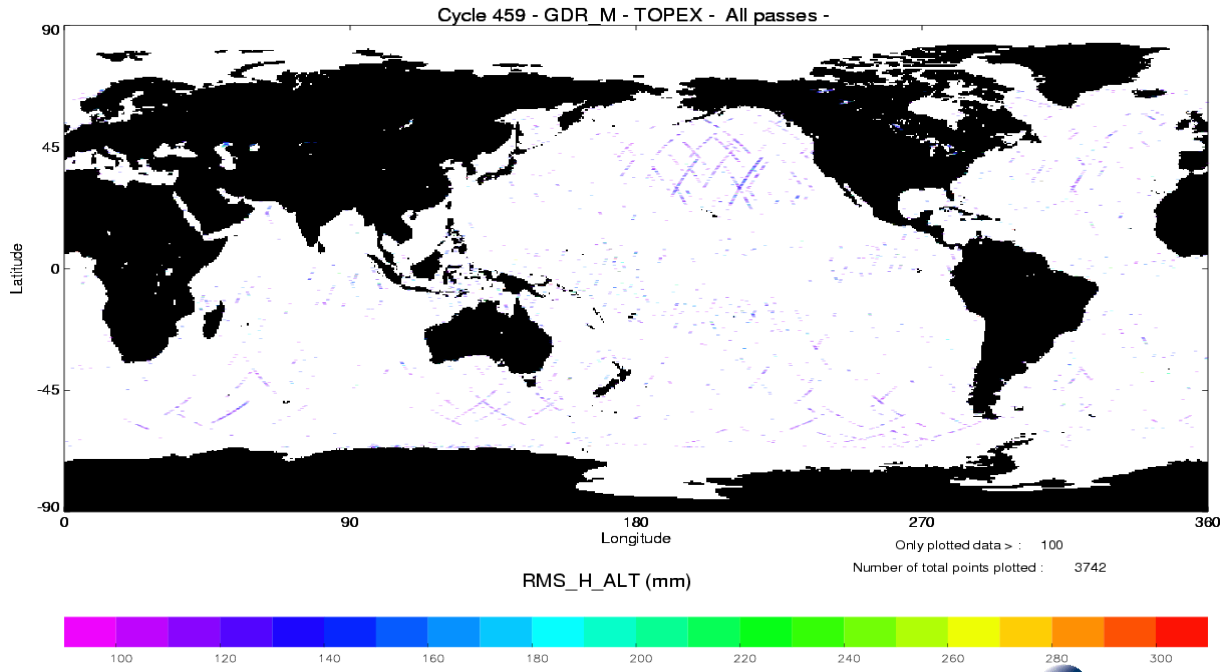 Cycle 459 - GDR_M - TOPEX - All passes -
90
45
0
-45
-90
Latitude
0 90 180 270 360
Longitude
Only plotted data > : 100
Number of total points plotted : 3742
RMS_H_ALT (mm)
100 120 140 160 180 200 220 240 260 280 300